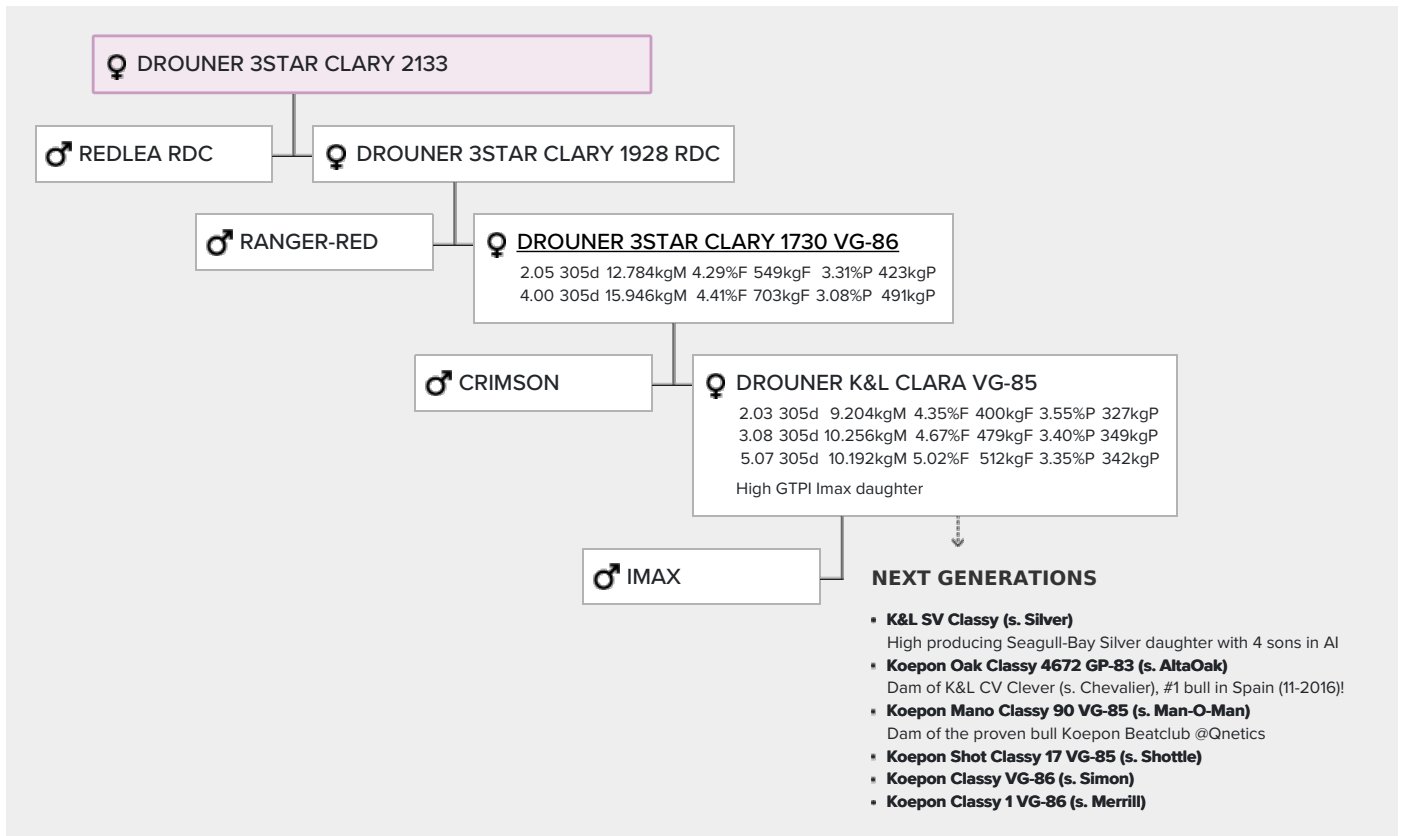 DROUNER 3STAR CLARY 2133
REDLEA RDC
DROUNER 3STAR CLARY 1928 RDC
RANGER-RED
DROUNER 3STAR CLARY 1730 VG-86
2.05 305d 12.784kgM 4.29%F 549kgF 3.31%P 423kgP
4.00 305d 15.946kgM 4.41%F 703kgF 3.08%P 491kgP
CRIMSON
DROUNER K&L CLARA VG-85
2.03 305d 9.204kgM 4.35%F 400kgF 3.55%P 327kgP
3.08 305d 10.256kgM 4.67%F 479kgF 3.40%P 349kgP
5.07 305d 10.192kgM 5.02%F 512kgF 3.35%P 342kgP
High GTPI Imax daughter
IMAX
NEXT GENERATIONS
K&L SV Classy (s. Silver)
High producing Seagull-Bay Silver daughter with 4 sons in AI
Koepon Oak Classy 4672 GP-83 (s. AltaOak)
Dam of K&L CV Clever (s. Chevalier), #1 bull in Spain (11-2016)!
Koepon Mano Classy 90 VG-85 (s. Man-O-Man)
Dam of the proven bull Koepon Beatclub @Qnetics
Koepon Shot Classy 17 VG-85 (s. Shottle)
Koepon Classy VG-86 (s. Simon)
Koepon Classy 1 VG-86 (s. Merrill)